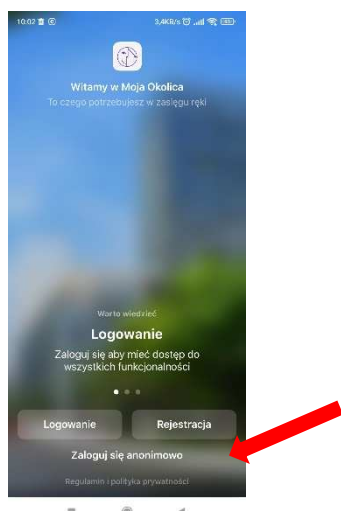 10:02
3,4KB/s
Witamy w Moja Okolica
To czego potrzebujesz w zasięgu ręki
Warto wiedzieć
Logowanie
Zaloguj się aby mieć dostęp do
wszystkich funkcjonalności
Logowanie Rejestracja
Zaloguj się anonimowo
Regulamin i polityka prywatności